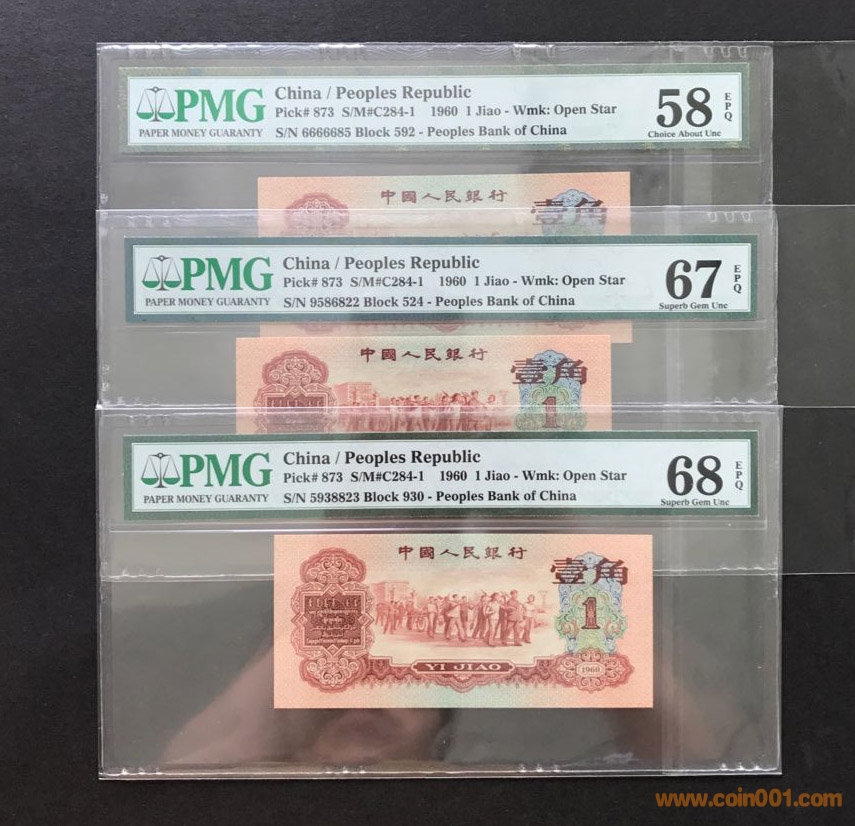 PMG
PAPER MONEY GUARANTY
China / Peoples Republic
Pick# 873 S/M#C284-1 1960 1 Jiao - Wmk: Open Star
S/N 6666685 Block 592 - Peoples Bank of China
58
EPQ
Choice About Unc
中國人民銀行
壹角
PMG
PAPER MONEY GUARANTY
China / Peoples Republic
Pick# 873 S/M#C284-1 1960 1 Jiao - Wmk: Open Star
S/N 9586822 Block 524 - Peoples Bank of China
67
EPQ
Superb Gem Unc
中國人民銀行
壹角
1
PMG
PAPER MONEY GUARANTY
China / Peoples Republic
Pick# 873 S/M#C284-1 1960 1 Jiao - Wmk: Open Star
S/N 5938823 Block 930 - Peoples Bank of China
68
EPQ
Superb Gem Unc
中國人民銀行
壹角
1
YI JIAO
1960
www.coin001.com